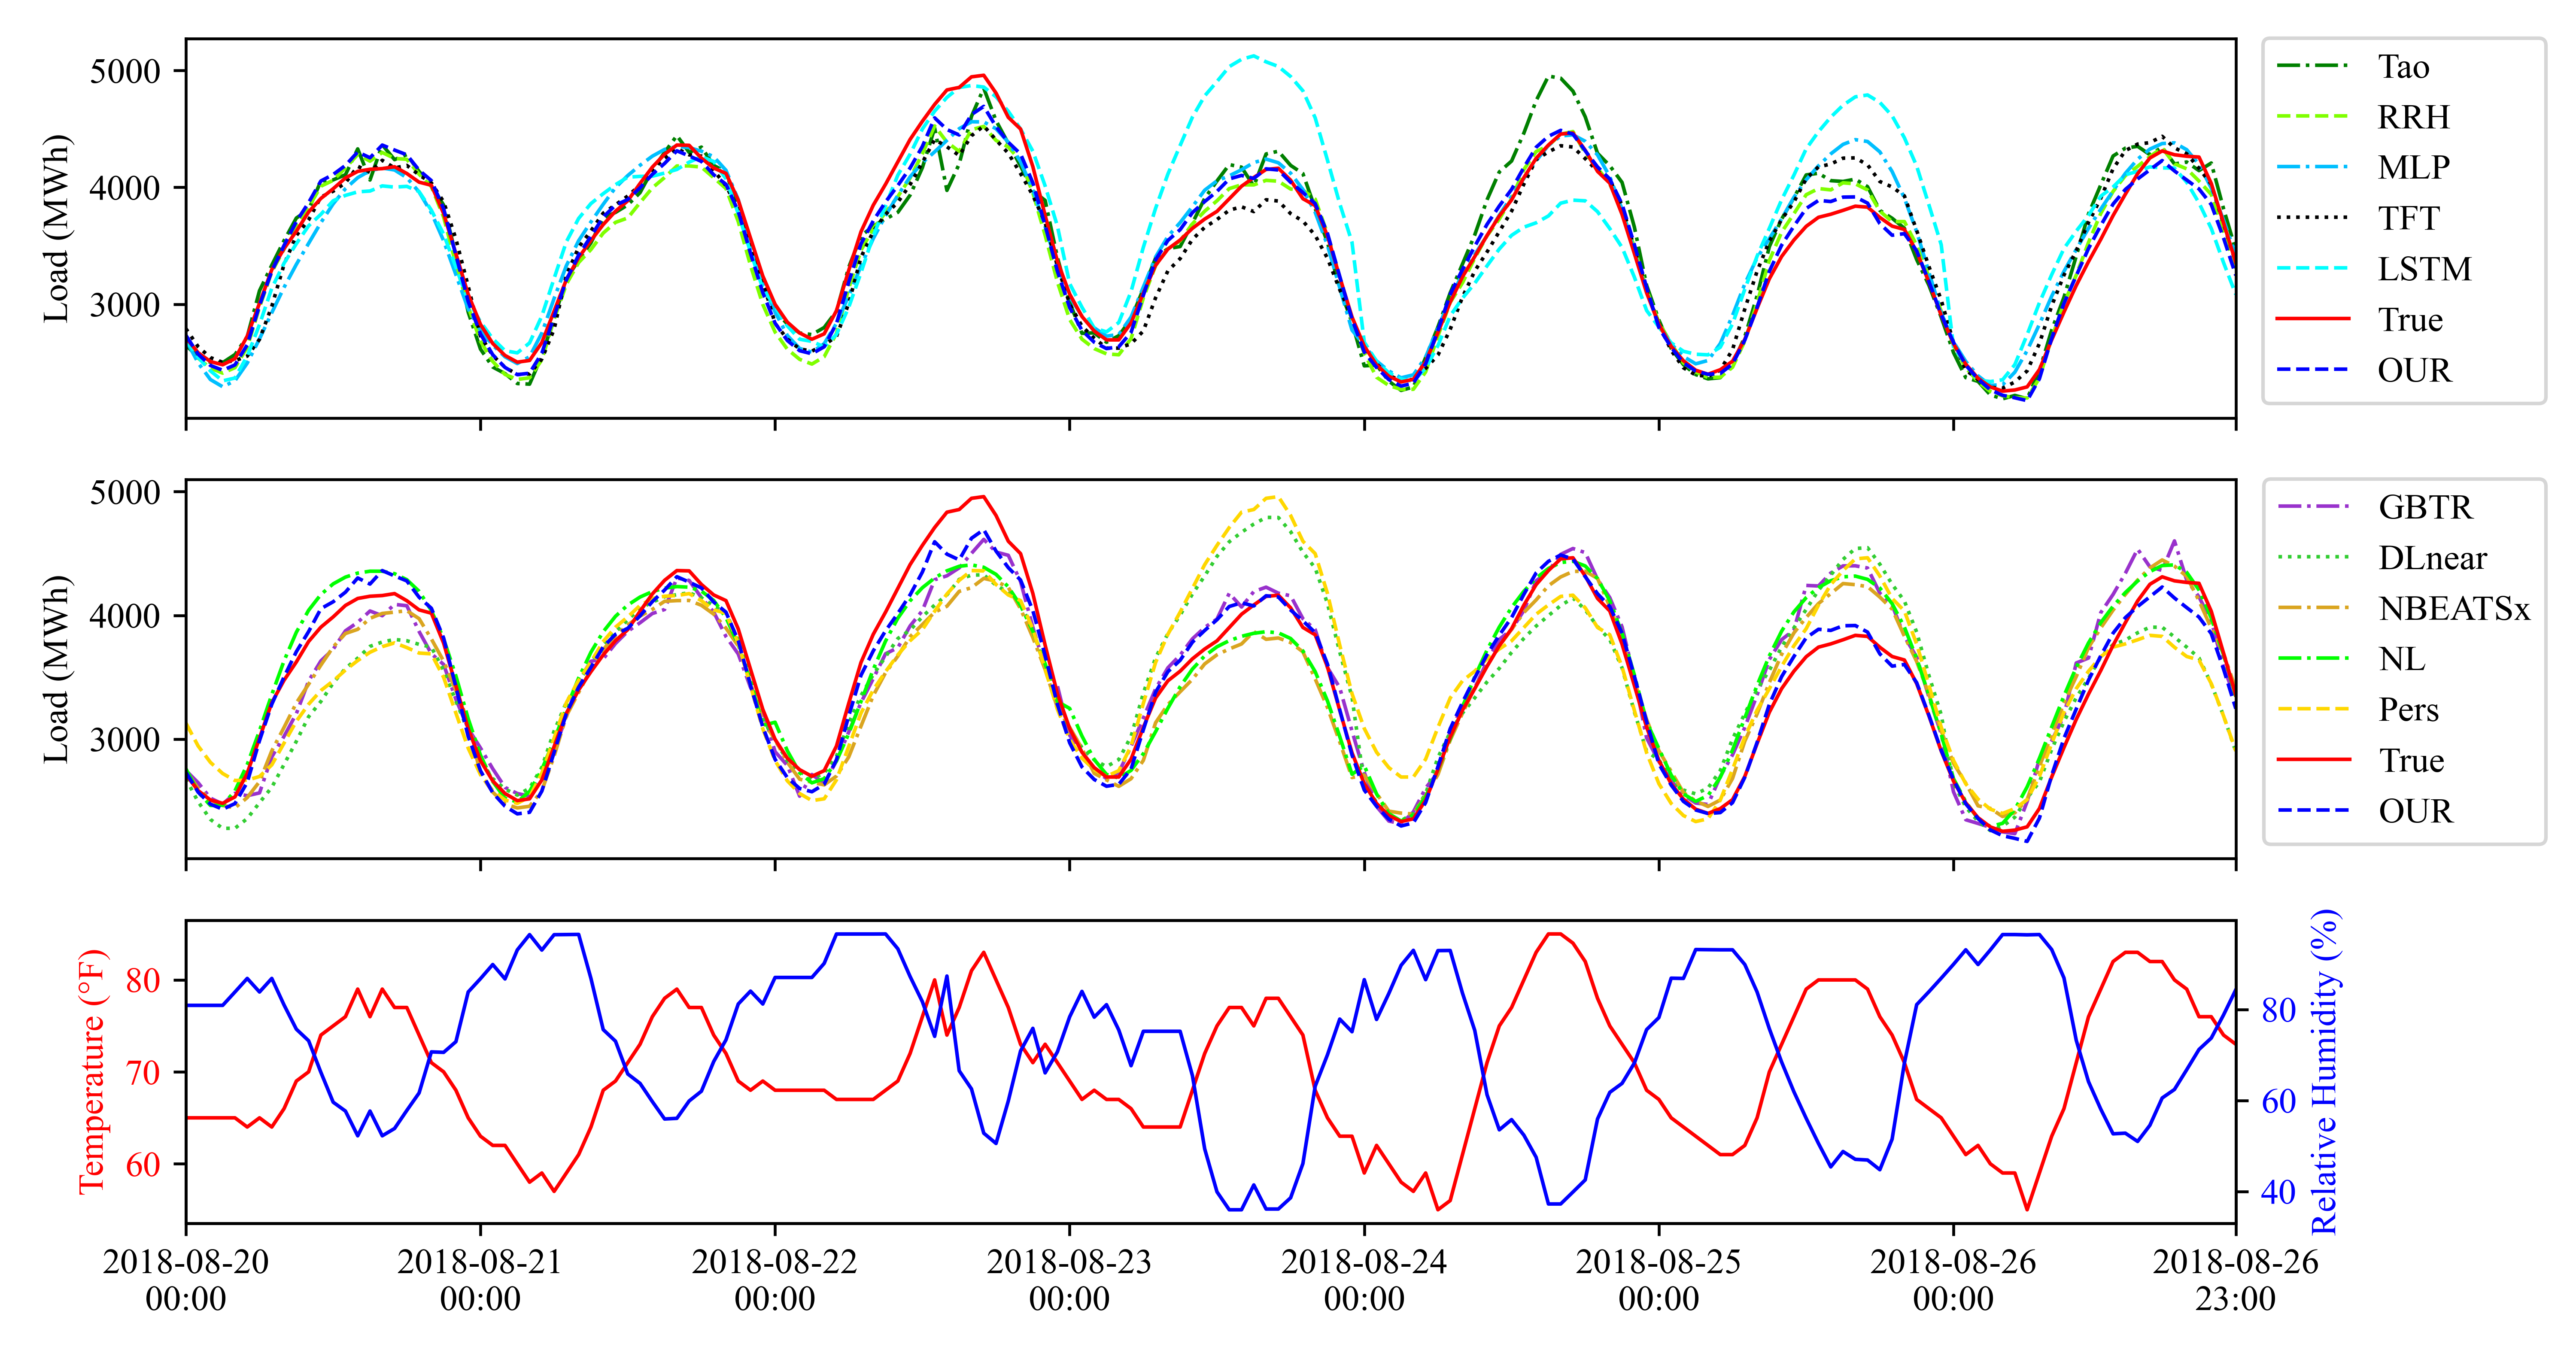 5000
4000
3000
Load (MWh)
Tao
RRH
MLP
TFT
LSTM
True
OUR
5000
4000
3000
Load (MWh)
GBTR
DLnear
NBEATSx
NL
Pers
True
OUR
80
70
60
Temperature (°F)
80
60
40
Relative Humidity (%)
2018-08-20
00:00
2018-08-21
00:00
2018-08-22
00:00
2018-08-23
00:00
2018-08-24
00:00
2018-08-25
00:00
2018-08-26
00:00
2018-08-26
23:00